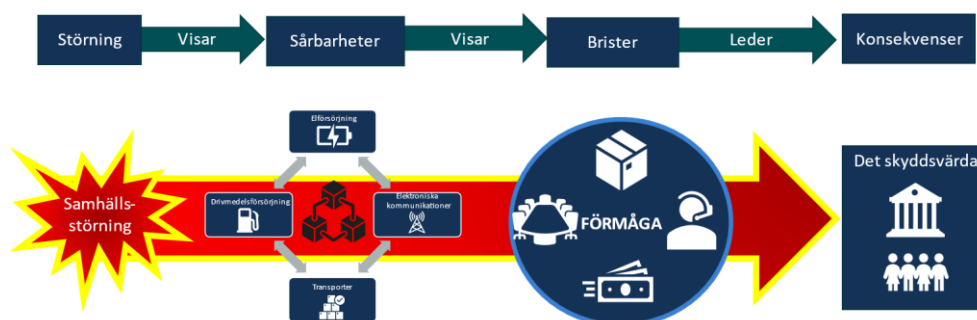 Störning
Visar
Sårbarheter
Visar
Brister
Leder
Konsekvenser
Samhälls-
störning
Elförsörjning
Drivmedelsförsörjning
Elektroniska
kommunikationer
Transporter
FÖRMÅGA
Det skyddsvärda